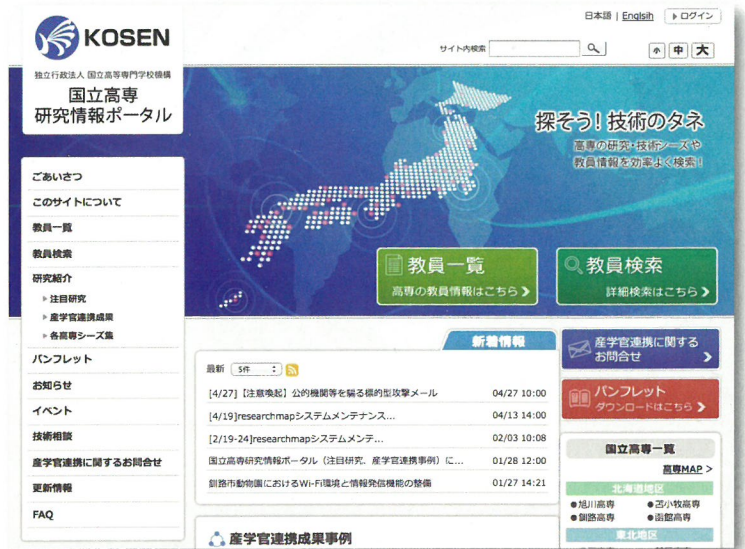 日本語 | Englsih ▶ログイン
KOSEN
サイト内検索
小 中 大
独立行政法人 国立高等専門学校機構
国立高専
研究情報ポータル
探そう！技術のタネ
高専の研究・技術シーズや
教員情報を効率よく検索！
ごあいさつ
このサイトについて
教員一覧
教員検索
研究紹介
▶注目研究
▶産学官連携成果
▶各高専シーズ集
パンフレット
お知らせ
イベント
技術相談
産学官連携に関するお問合せ
更新情報
FAQ
教員一覧
高専の教員情報はこちら
教員検索
詳細検索はこちら
新着情報
最新 5件
[4/27]【注意喚起】公的機関等を騙る標的型攻撃メール 04/27 10:00
[4/19]researchmapシステムメンテナンス... 04/13 14:00
[2/19-24]researchmapシステムメンテ... 02/03 10:08
国立高専研究情報ポータル（注目研究、産学官連携事例）に... 01/28 12:00
釧路市動物園におけるWi-Fi環境と情報発信機能の整備 01/27 14:21
産学官連携成果事例
産学官連携に関する
お問合せ
パンフレット
ダウンロードはこちら
国立高専一覧
高専MAP >
北海道地区
●旭川高専 ●苫小牧高専
●釧路高専 ●函館高専
東北地区